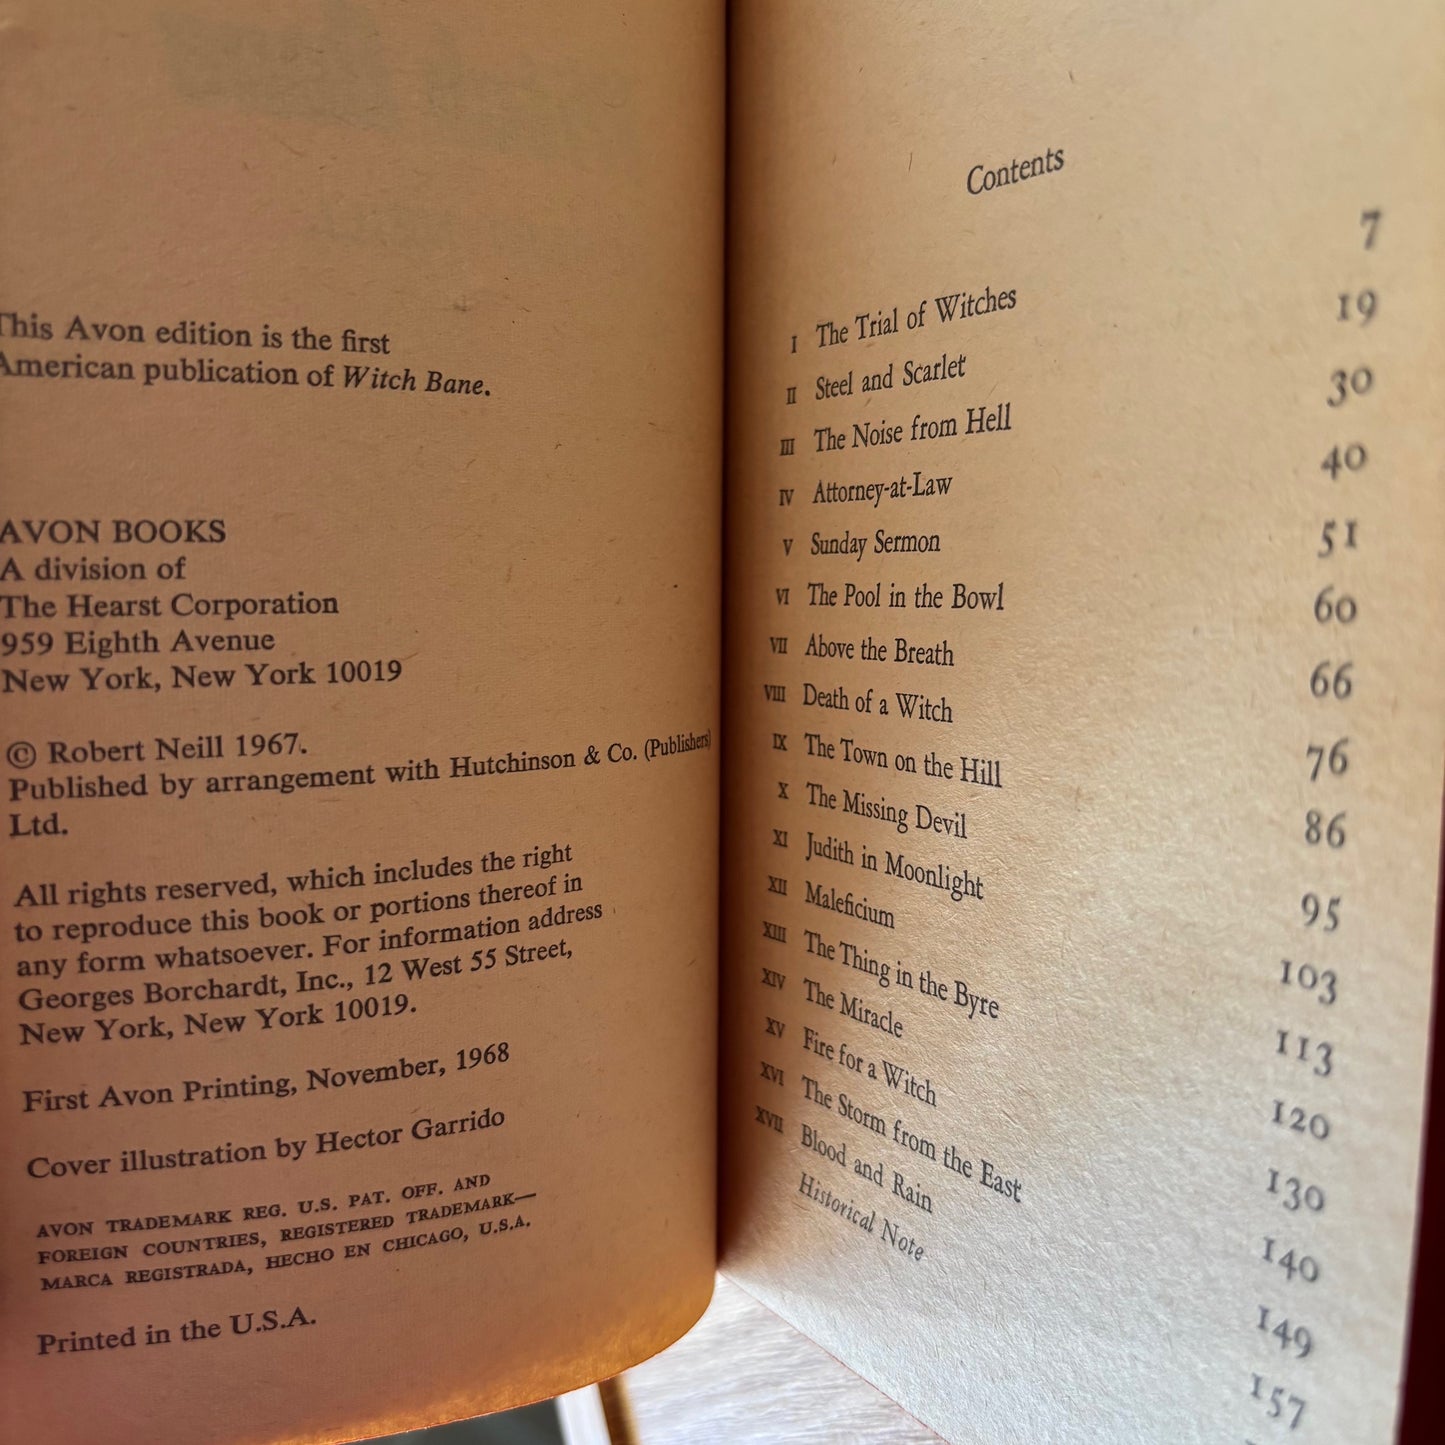 This Avon edition is the first
American publication of Witch Bane.
AVON BOOKS
A division of
The Hearst Corporation
959 Eighth Avenue
New York, New York 10019
© Robert Neill 1967.
Published by arrangement with Hutchinson & Co. (Publishers)
Ltd.
All rights reserved, which includes the right
to reproduce this book or portions thereof in
any form whatsoever. For information address
Georges Borchardt, Inc., 12 West 55 Street,
New York, New York 10019.
First Avon Printing, November, 1968
Cover illustration by Hector Garrido
AVON TRADEMARK REG. U.S. PAT. OFF. AND
FOREIGN COUNTRIES, REGISTERED TRADEMARK—
MARCA REGISTRADA, HECHO EN CHICAGO, U.S.A.
Printed in the U.S.A.
Contents
I The Trial of Witches 7
II Steel and Scarlet 19
III The Noise from Hell 30
IV Attorney-at-Law 40
V Sunday Sermon 51
VI The Pool in the Bowl 60
VII Above the Breath 66
VIII Death of a Witch 76
IX The Town on the Hill 86
X The Missing Devil 95
XI Judith in Moonlight 103
XII Maleficium 113
XIII The Thing in the Byre 120
XIV The Miracle 130
XV Fire for a Witch 140
XVI The Storm from the East 149
XVII Blood and Rain 157
Historical Note